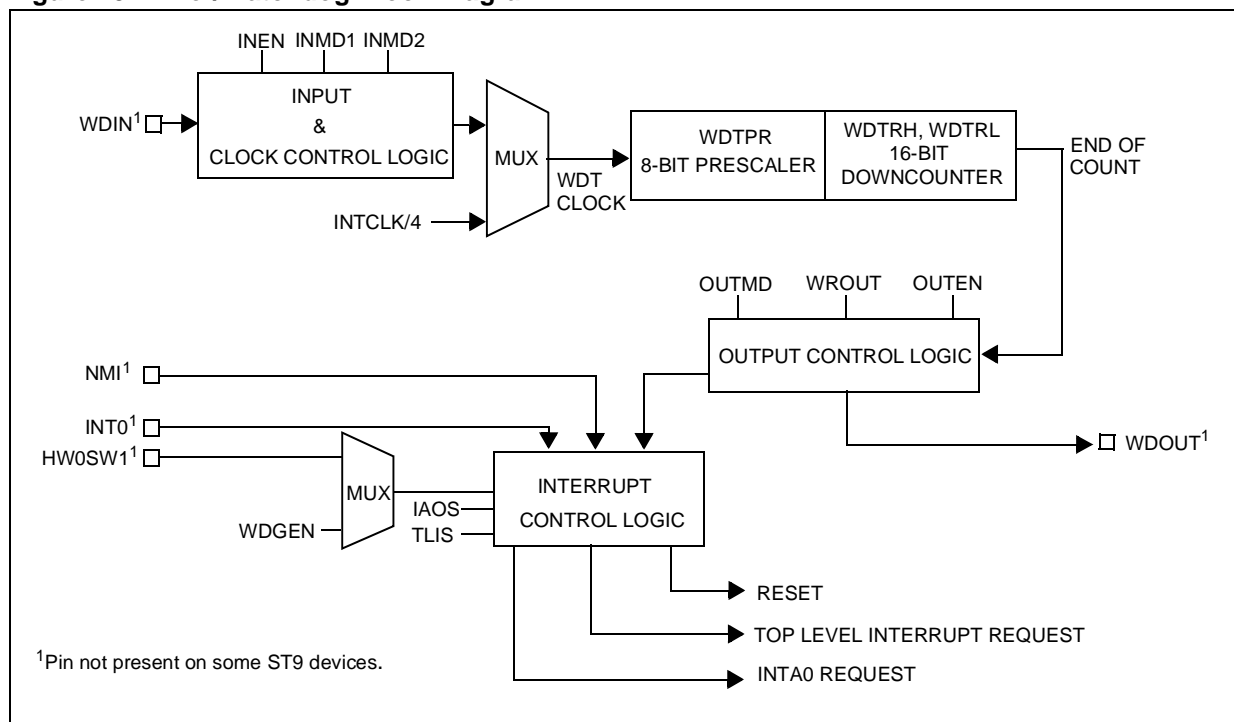 INEN INMD1 INMD2
INPUT
&
CLOCK CONTROL LOGIC
WDIN1
MUX
WDT
CLOCK
INTCLK/4
WDTPR
8-BIT PRESCALER
WDTRH, WDTRL
16-BIT
DOWNCOUNTER
END OF
COUNT
OUTMD WROUT OUTEN
OUTPUT CONTROL LOGIC
NMI1
INT01
HW0SW11
WDOUT1
MUX
WDGEN
IAOS
TLIS
INTERRUPT
CONTROL LOGIC
RESET
TOP LEVEL INTERRUPT REQUEST
INTA0 REQUEST
1Pin not present on some ST9 devices.